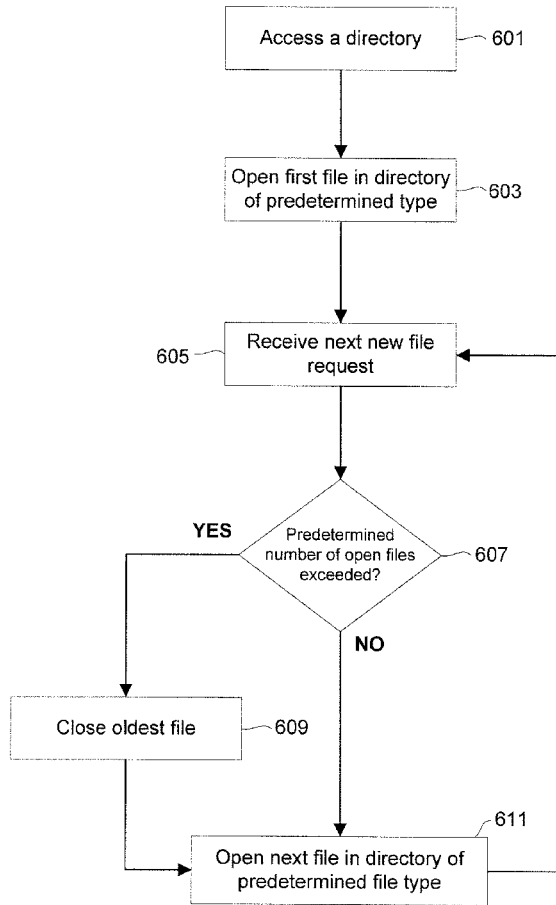 Access a directory
601
Open first file in directory
of predetermined type
603
605
Receive next new file
request
YES
Predetermined
number of open files
exceeded?
607
NO
Close oldest file
609
611
Open next file in directory of
predetermined file type